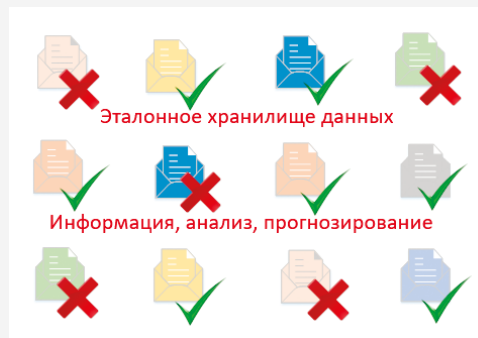 Эталонное хранилище данных
Информация, анализ, прогнозирование